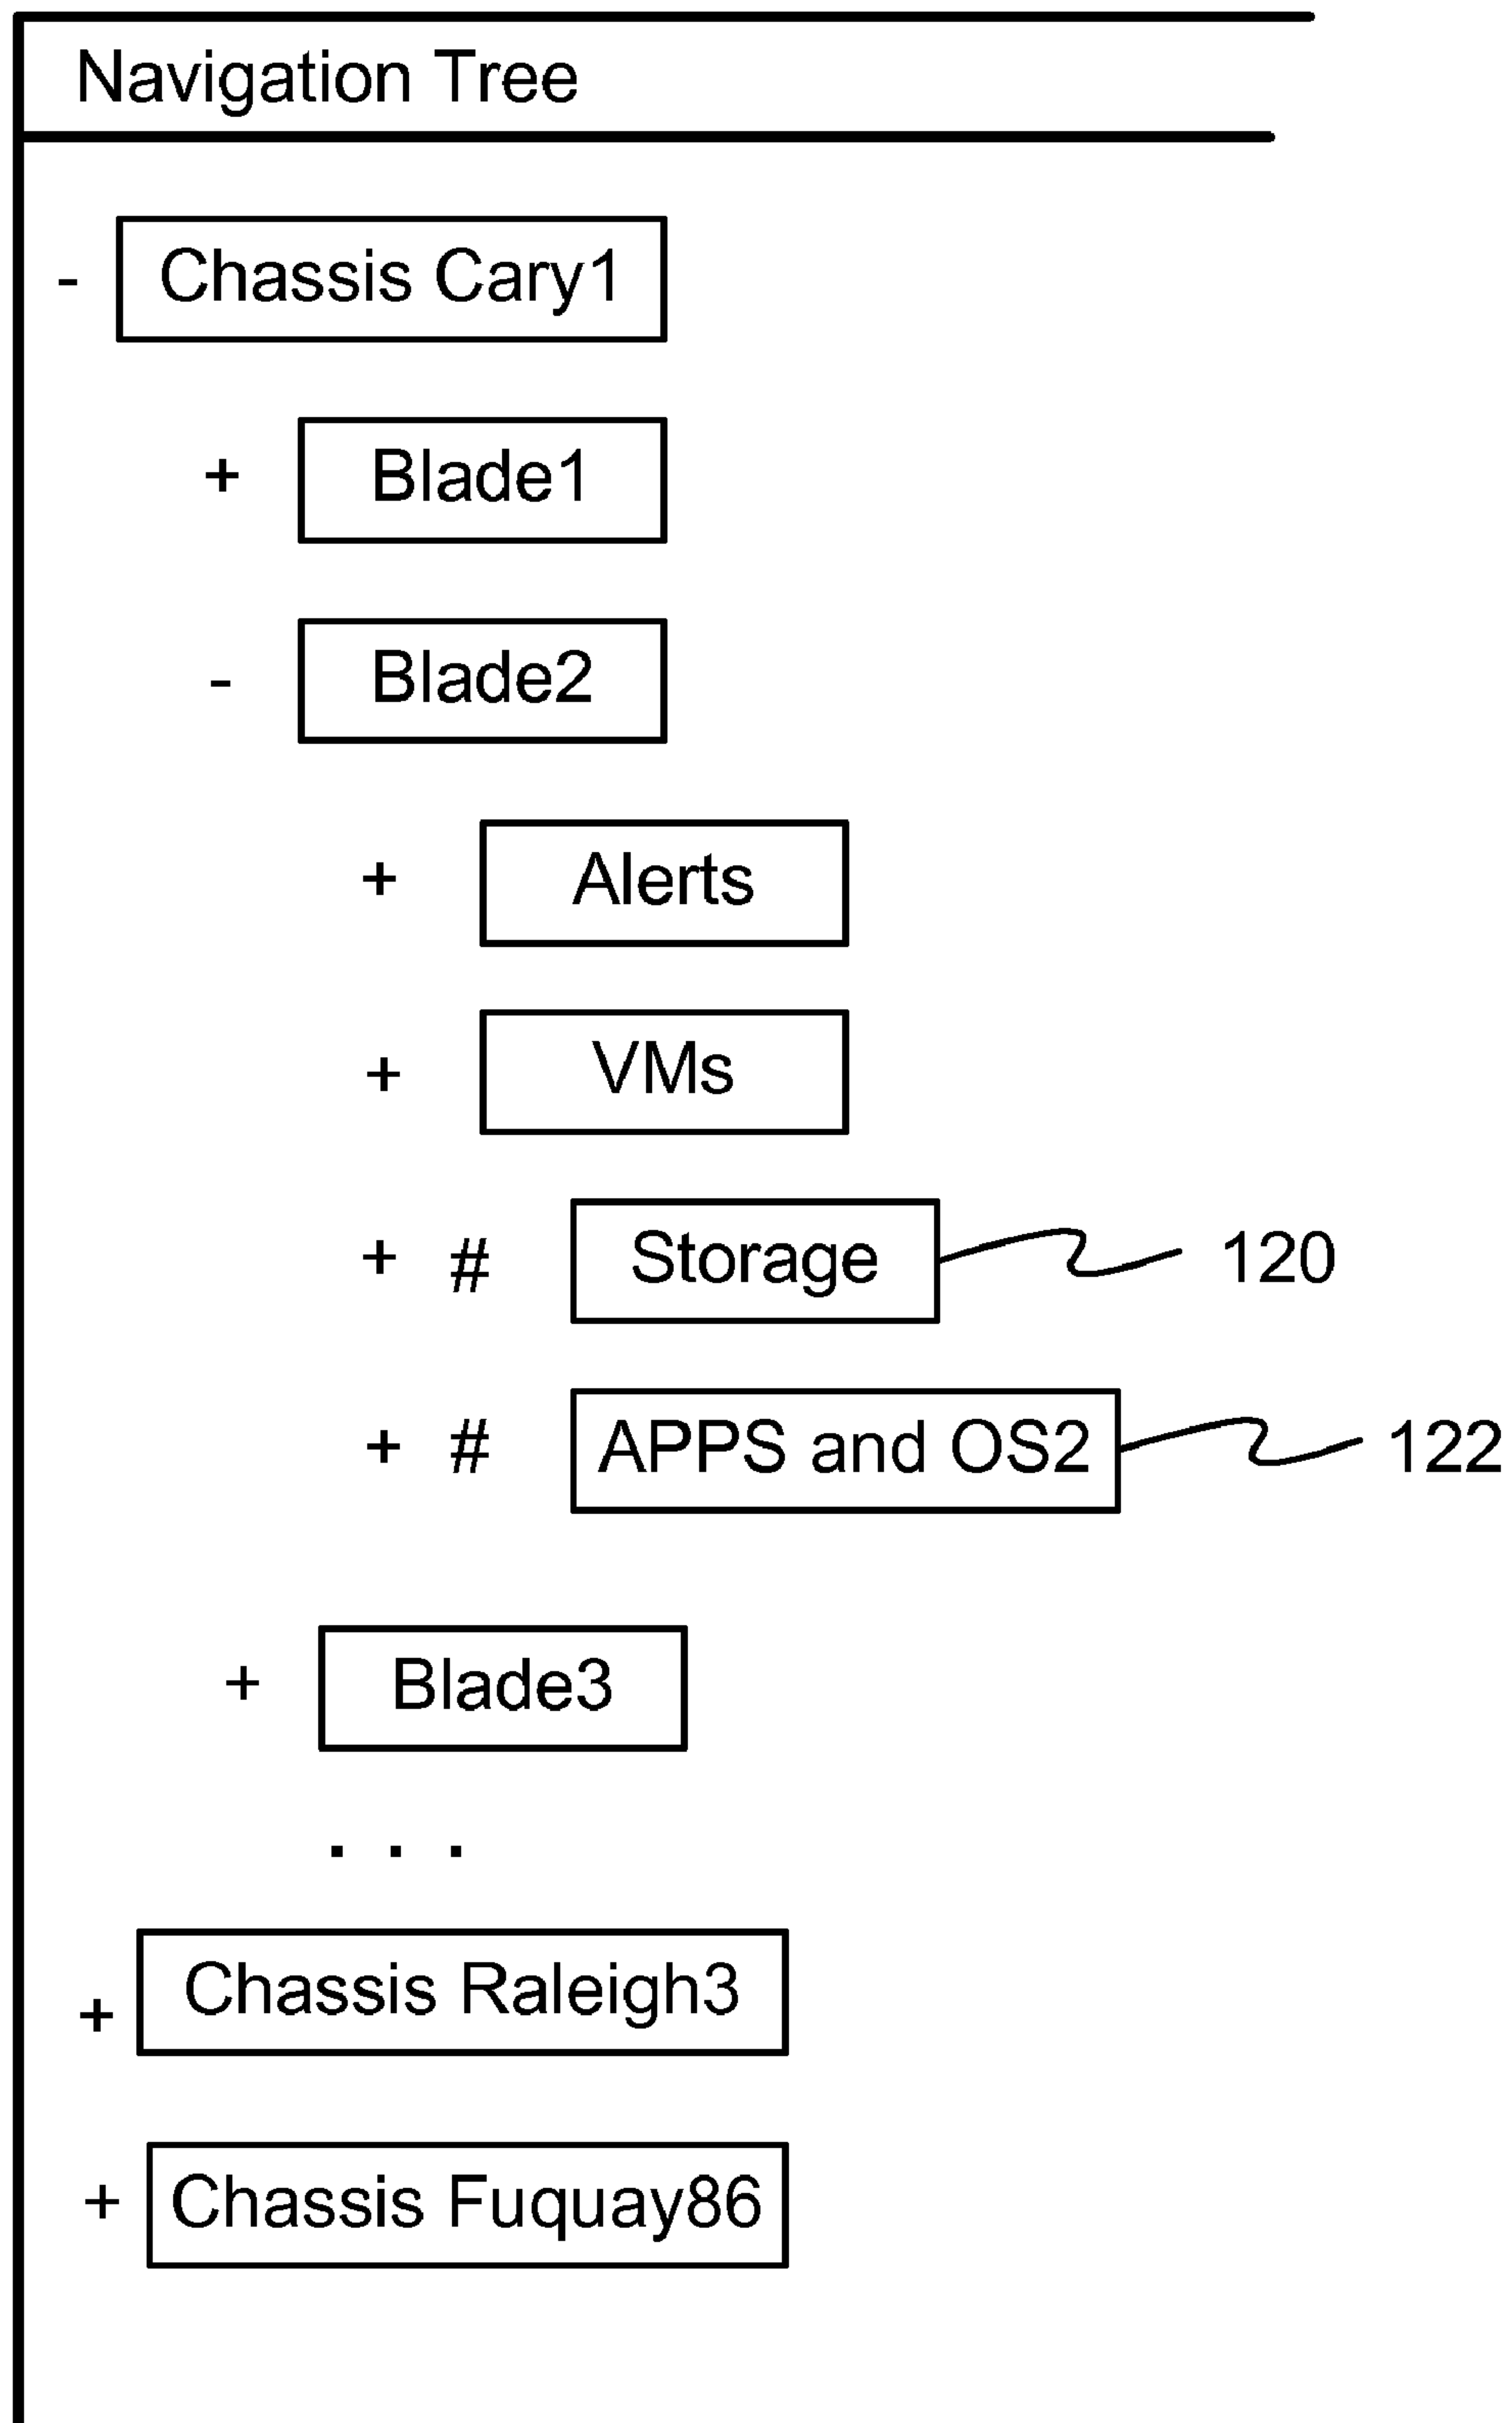 Navigation Tree
- Chassis Cary1
+ Blade1
- Blade2
+ Alerts
+ VMs
+ # Storage 120
+ # APPS and OS2 122
+ Blade3
. . .
+ Chassis Raleigh3
+ Chassis Fuquay86